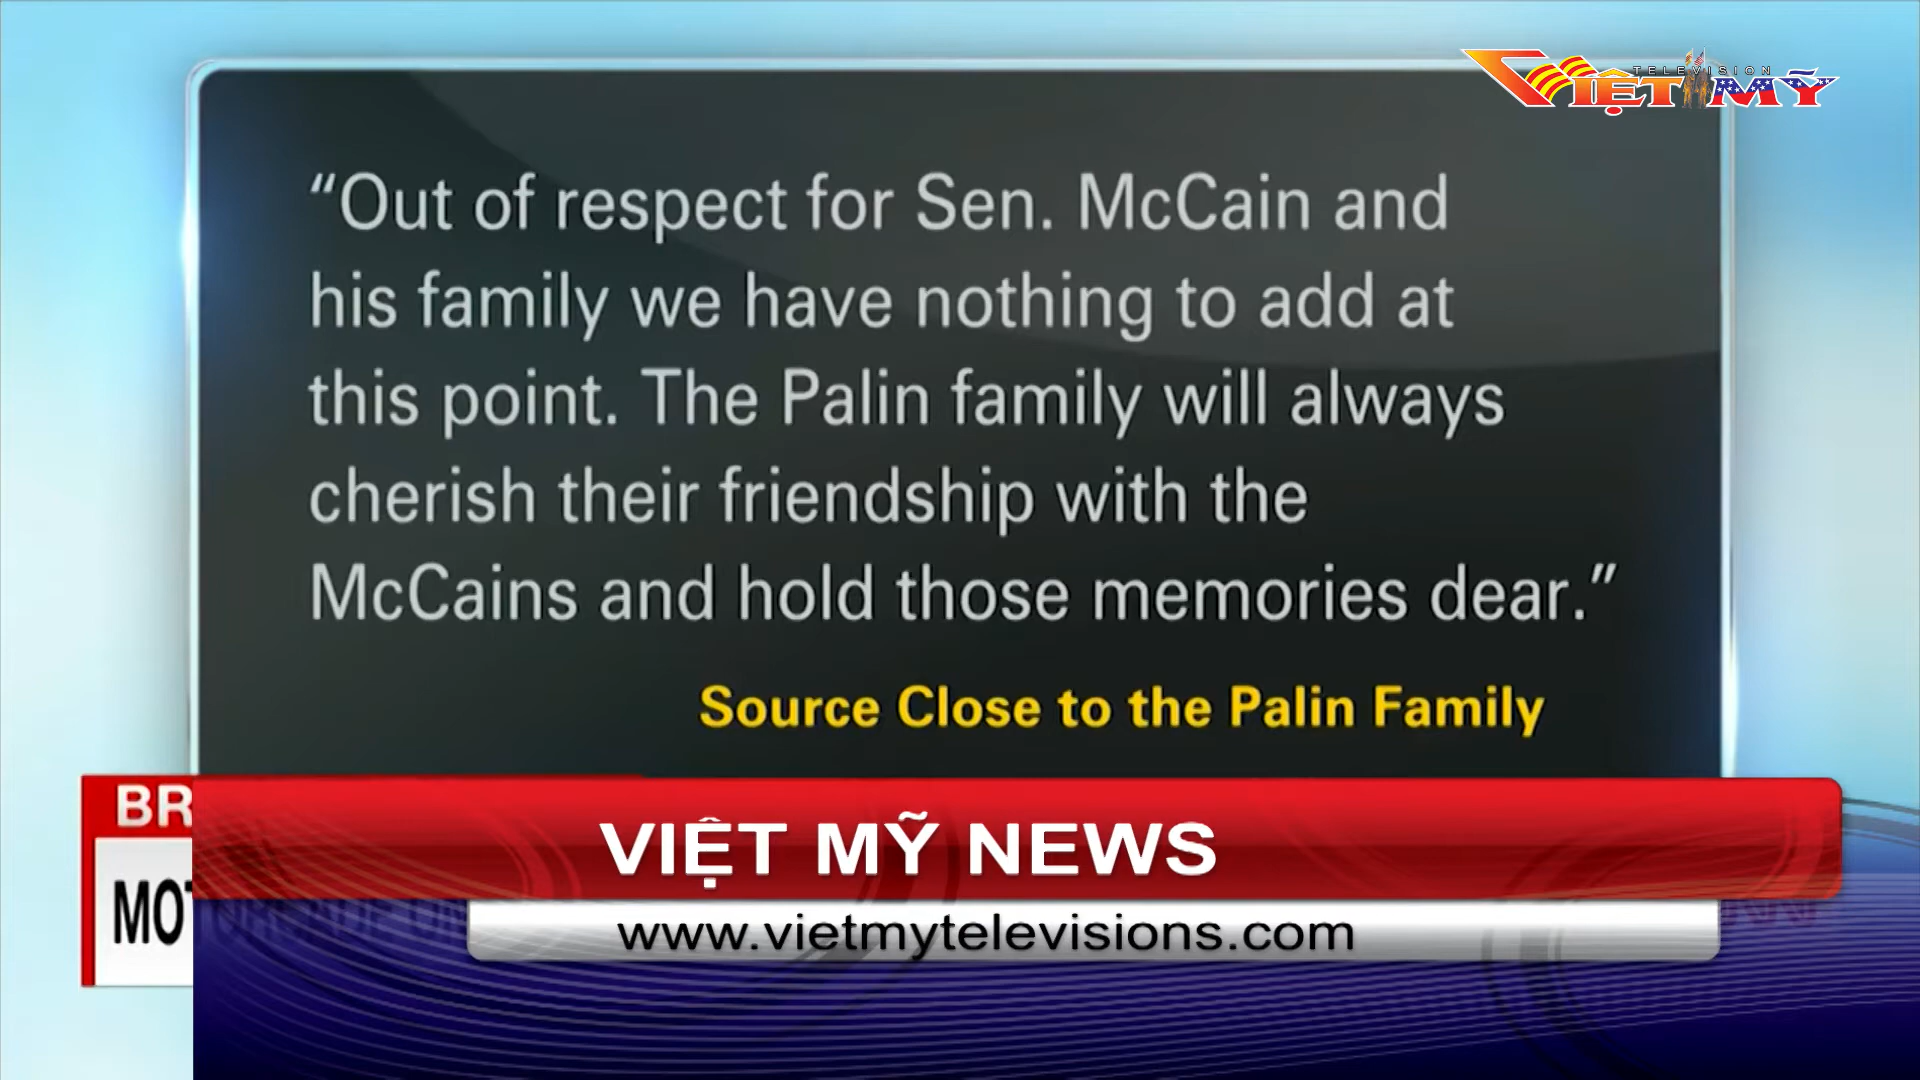 TELEVISION
VIỆT MỸ
“Out of respect for Sen. McCain and
his family we have nothing to add at
this point. The Palin family will always
cherish their friendship with the
McCains and hold those memories dear.”
Source Close to the Palin Family
BR
VIỆT MỸ NEWS
MOT
www.vietmytelevisions.com